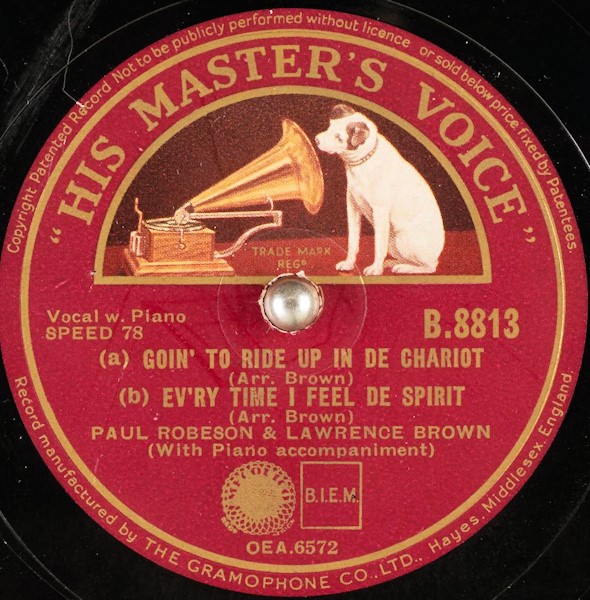 Copyright Patented Record Not to be publicly performed without licence or sold below price fixed by Patentees.
"HIS MASTER'S VOICE"
TRADE MARK
REGD
Vocal w. Piano
SPEED 78
B.8813
(a) GOIN' TO RIDE UP IN DE CHARIOT
(Arr. Brown)
(b) EV'RY TIME I FEEL DE SPIRIT
(Arr. Brown)
PAUL ROBESON & LAWRENCE BROWN
(With Piano accompaniment)
B.I.E.M.
OEA.6572
Record manufactured by THE GRAMOPHONE CO., LTD., Hayes, Middlesex, England.